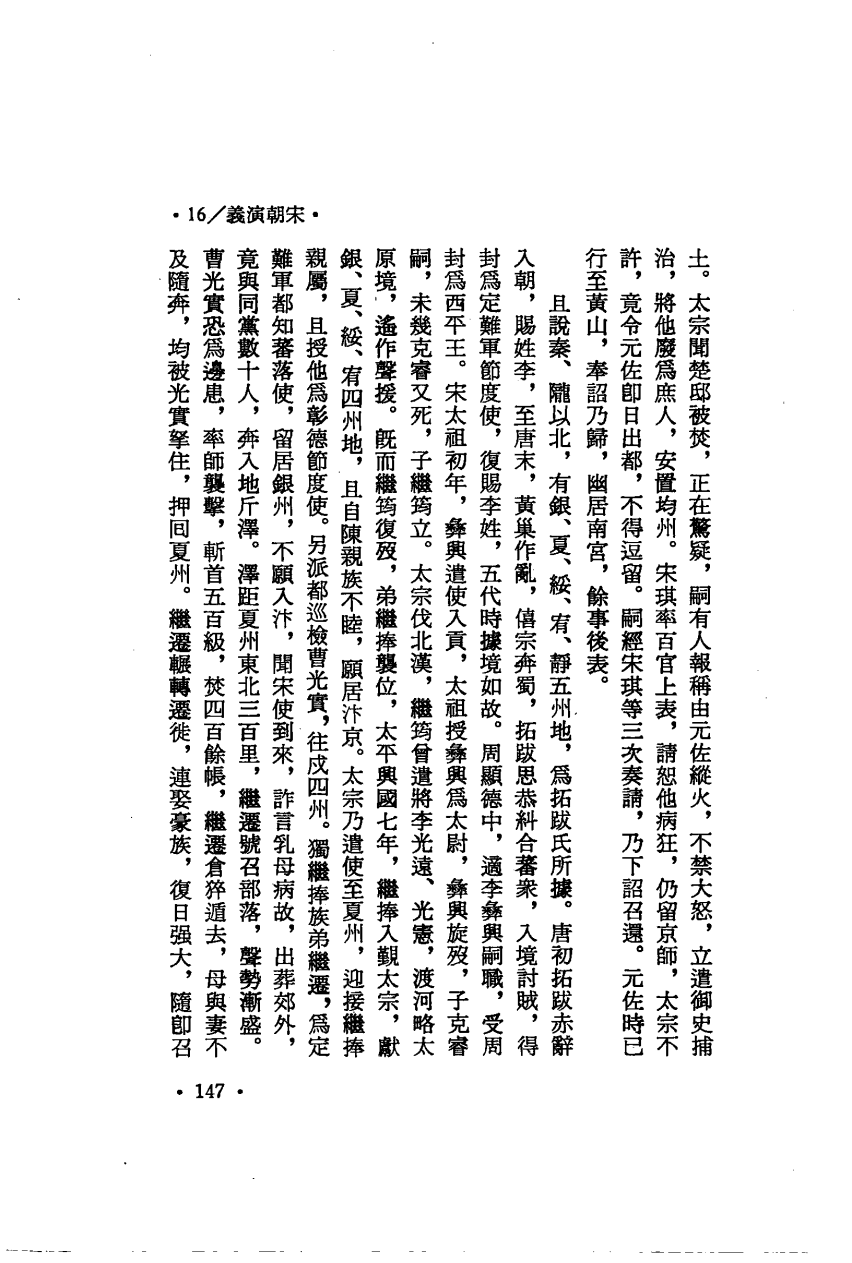 •16/義演朝宋•
土。太宗聞楚邸被焚，正在驚疑，嗣有人報稱由元佐縱火，不禁大怒，立遣御史捕
治，將他廢爲庶人，安置均州。宋琪率百官上表，請恕他病狂，仍留京師，太宗不
許，竟令元佐卽日出都，不得逗留。嗣經宋琪等三次奏請，乃下詔召還。元佐時已
行至黃山，奉詔乃歸，幽居南宮，餘事後表。
且說秦、隴以北，有銀、夏、綏、宥、靜五州地，爲拓跋氏所據。唐初拓跋赤辭
入朝，賜姓李，至唐末，黃巢作亂，僖宗奔蜀，拓跋思恭糾合蕃衆，入境討賊，得
封爲定難軍節度使，復賜李姓，五代時據境如故。周顯德中，適李彝興嗣職，受周
封爲西平王。宋太祖初年，彝興遣使入貢，太祖授彝興爲太尉，彝興旋歿，子克睿
嗣，未幾克睿又死，子繼筠立。太宗伐北漢，繼筠曾遣將李光遠、光憲，渡河略太
原境，遙作聲援。旣而繼筠復歿，弟繼捧襲位，太平興國七年，繼捧入覲太宗，獻
銀、夏、綏、宥四州地，且自陳親族不睦，願居汴京。太宗乃遣使至夏州，迎接繼捧
親屬，且授他爲彰德節度使。另派都巡檢曹光實，往戍四州。獨繼捧族弟繼遷，爲定
難軍都知蕃落使，留居銀州，不願入汴，聞宋使到來，詐言乳母病故，出葬郊外，
竟與同黨數十人，奔入地斤澤。澤距夏州東北三百里，繼遷號召部落，聲勢漸盛。
曹光實恐爲邊患，率師襲擊，斬首五百級，焚四百餘帳，繼遷倉猝遁去，母與妻不
及隨奔，均被光實拏住，押回夏州。繼遷輾轉遷徙，連娶豪族，復日强大，隨卽召
•147•